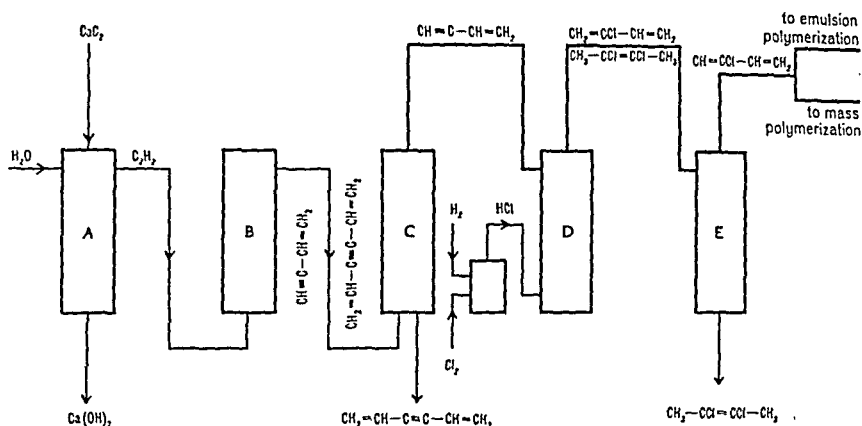 CaC₂
H₂O
C₂H₂
A
Ca(OH)₂
B
CH≡C—CH=CH₂
CH₂=CH—C≡C—CH=CH₂
CH≡C—CH=CH₂
C
CH₂=CH—C≡C—CH=CH₂
H₂
HCl
Cl₂
D
CH₂=CCl—CH=CH₂
CH₃—CCl=CCl—CH₃
E
CH₃—CCl=CCl—CH₃
CH=CCl—CH=CH₂
to emulsion
polymerization
to mass
polymerization